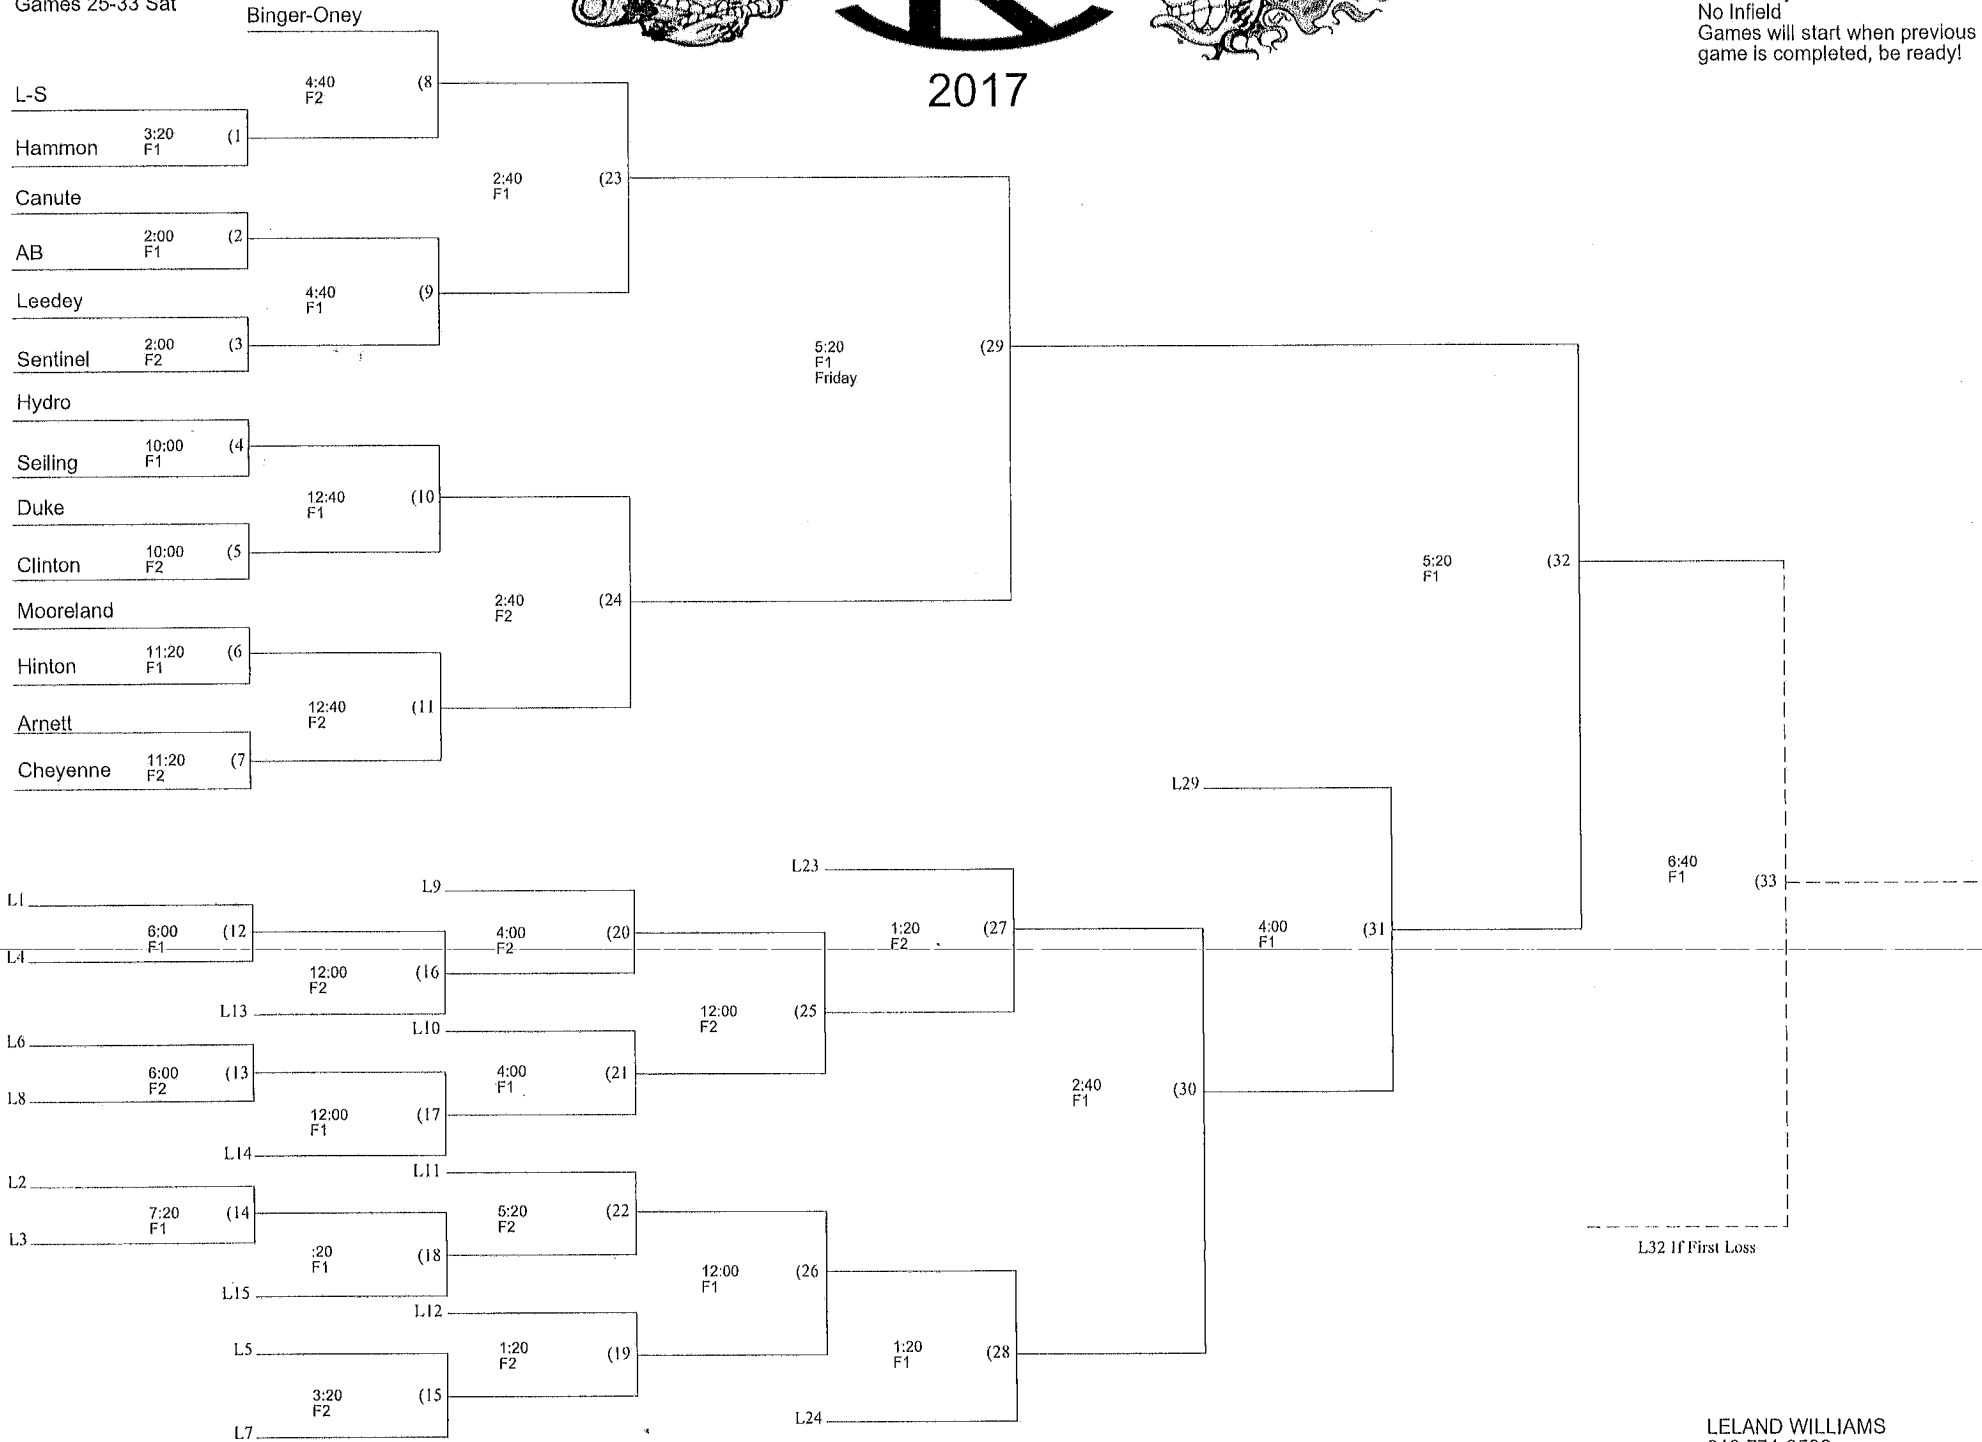 Games 25-33 Sat
Binger-Oney
No Infield
Games will start when previous
game is completed, be ready!
2017
4:40
F2
(8
L-S
3:20
F1
(1
Hammon
2:40
F1
(23
Canute
2:00
F1
(2
AB
4:40
F1
(9
Leedey
2:00
F2
(3
Sentinel
5:20
F1
Friday
(29
Hydro
10:00
F1
(4
Seiling
12:40
F1
(10
Duke
10:00
F2
(5
Clinton
5:20
F1
(32
Mooreland
2:40
F2
(24
11:20
F1
(6
Hinton
12:40
F2
(11
Arnett
11:20
F2
(7
Cheyenne
L29
L23
6:40
F1
(33
L9
L1
6:00
F1
(12
4:00
F2
(20
1:20
F2
(27
4:00
F1
(31
L4
12:00
F2
(16
L13
12:00
F2
(25
L10
L6
6:00
F2
(13
4:00
F1
(21
L8
12:00
F1
(17
2:40
F1
(30
L14
L11
L2
7:20
F1
(14
5:20
F2
(22
L3
:20
F1
(18
L32 If First Loss
L15
12:00
F1
(26
L12
L5
1:20
F2
(19
1:20
F1
(28
3:20
F2
(15
L24
L7
LELAND WILLIAMS